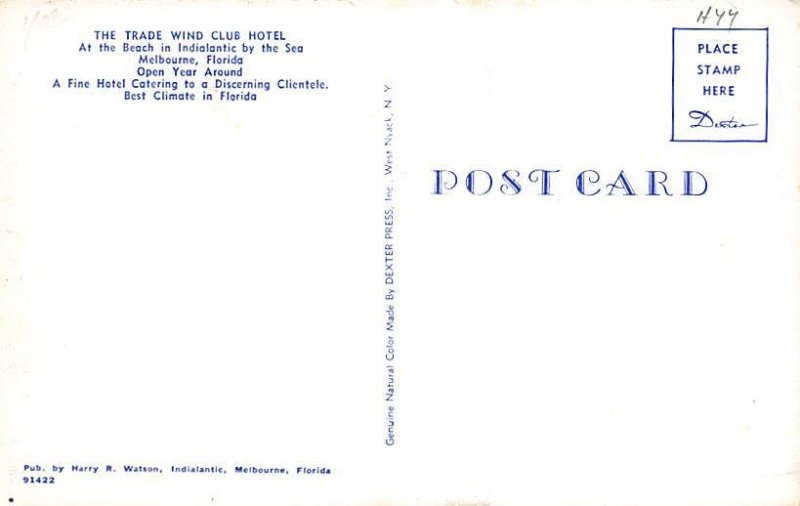 THE TRADE WIND CLUB HOTEL
At the Beach in Indialantic by the Sea
Melbourne, Florida
Open Year Around
A Fine Hotel Catering to a Discerning Clientele.
Best Climate in Florida
Pub. by Harry R. Watson, Indialantic, Melbourne, Florida
91422
Genuine Natural Color Made By DEXTER PRESS, Inc., West Nyack, N. Y.
PLACE
STAMP
HERE
Dexter
POST CARD